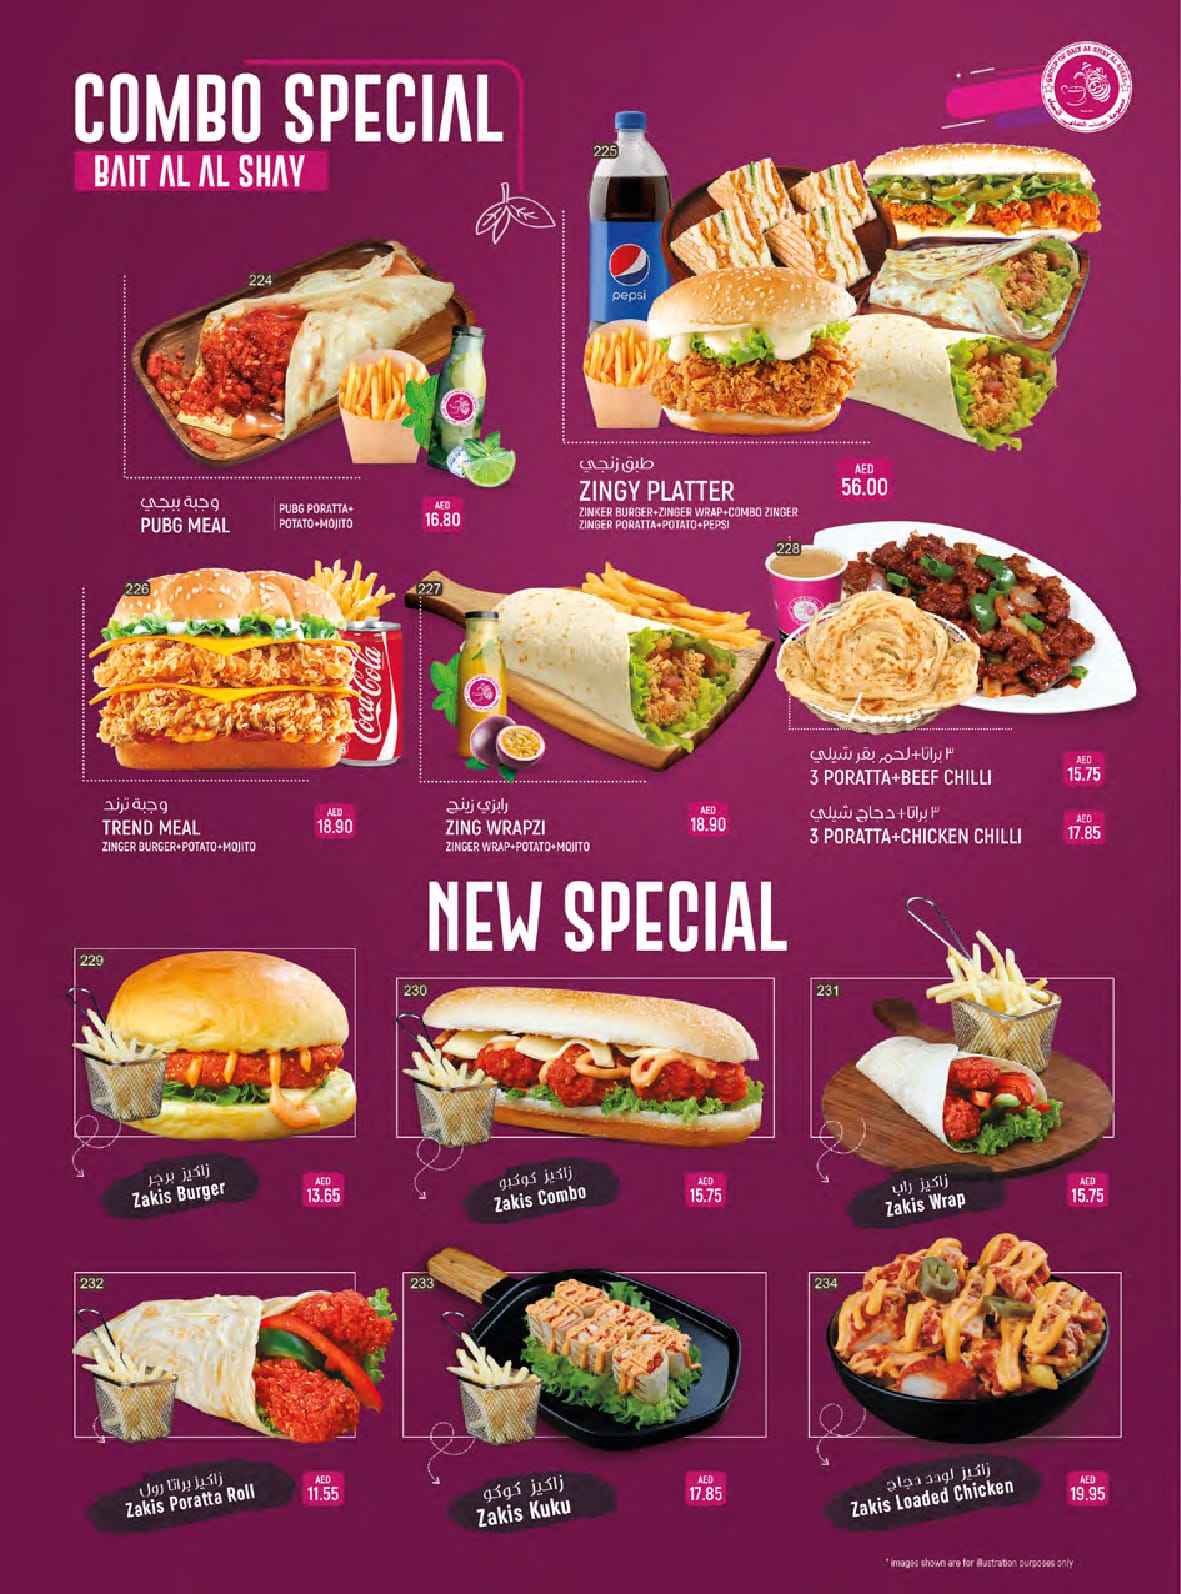 COMBO SPECIAL
BAIT AL AL SHAY
224
وجبة بيجي
PUBG MEAL
PUBG PORATTA+
POTATO+MOJITO
AED
16.80
225
pepsi
طبق زنجي
ZINGY PLATTER
ZINKER BURGER+ZINGER WRAP+COMBO ZINGER
ZINGER PORATTA+POTATO+PEPSI
AED
56.00
226
Coca-Cola
وجبة ترند
TREND MEAL
ZINGER BURGER+POTATO+MOJITO
AED
18.90
227
رابزي زينج
ZING WRAPZI
ZINGER WRAP+POTATO+MOJITO
AED
18.90
228
٣ براتا+لحم بقر شيلي
3 PORATTA+BEEF CHILLI
AED
15.75
٣ براتا+دجاج شيلي
3 PORATTA+CHICKEN CHILLI
AED
17.85
NEW SPECIAL
229
زاكيز برجر
Zakis Burger
AED
13.65
230
زاكيز كومبو
Zakis Combo
AED
15.75
231
زاكيز راب
Zakis Wrap
AED
15.75
232
زاكيز براتا رول
Zakis Poratta Roll
AED
11.55
233
زاكيز كوكو
Zakis Kuku
AED
17.85
234
زاكيز لودد دجاج
Zakis Loaded Chicken
AED
19.95
* images shown are for illustration purposes only